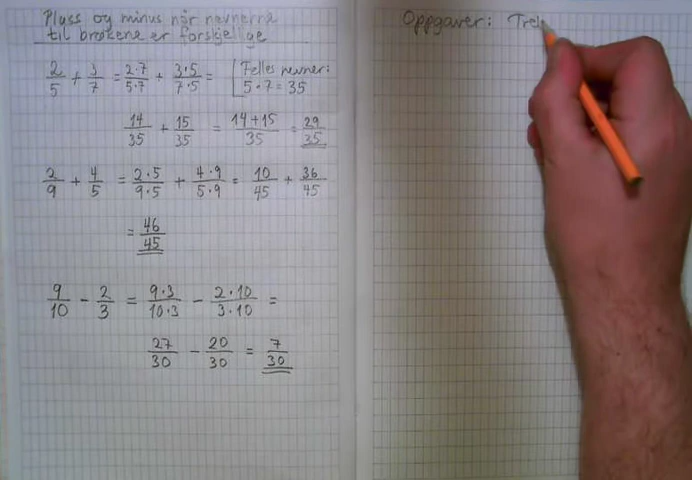 Pluss og minus når nevnerne
til brøkene er forskjellige
2/5 + 3/7 = 2·7/5·7 + 3·5/7·5 =
Felles nevner:
5·7 = 35
14/35 + 15/35 = 14+15/35 = 29/35
2/9 + 4/5 = 2·5/9·5 + 4·9/5·9 = 10/45 + 36/45
= 46/45
9/10 - 2/3 = 9·3/10·3 - 2·10/3·10 =
27/30 - 20/30 = 7/30
Oppgaver: Trek